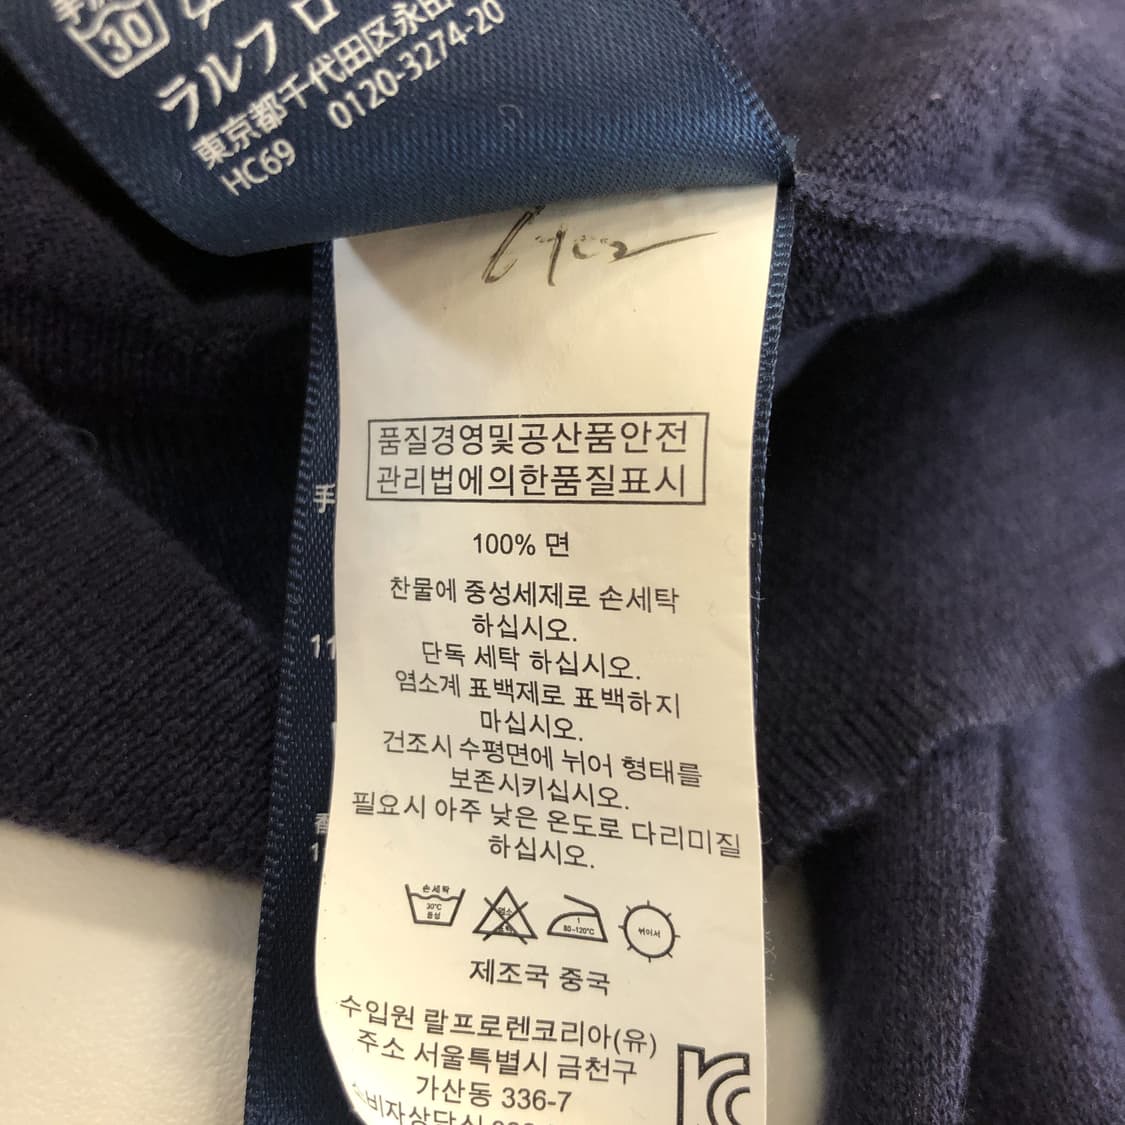 30
ラルフ ロ
東京都千代田区永田
0120-3274-20
HC69
手
품질경영및공산품안전
관리법에의한품질표시
100% 면
찬물에 중성세제로 손세탁
하십시오.
단독 세탁 하십시오.
염소계 표백제로 표백하지
마십시오.
건조시 수평면에 뉘어 형태를
보존시키십시오.
필요시 아주 낮은 온도로 다리미질
하십시오.
손세탁
30°C
중성
1
80~120°C
뉘어서
제조국 중국
수입원 랄프로렌코리아(유)
주소 서울특별시 금천구
가산동 336-7
비자상담실